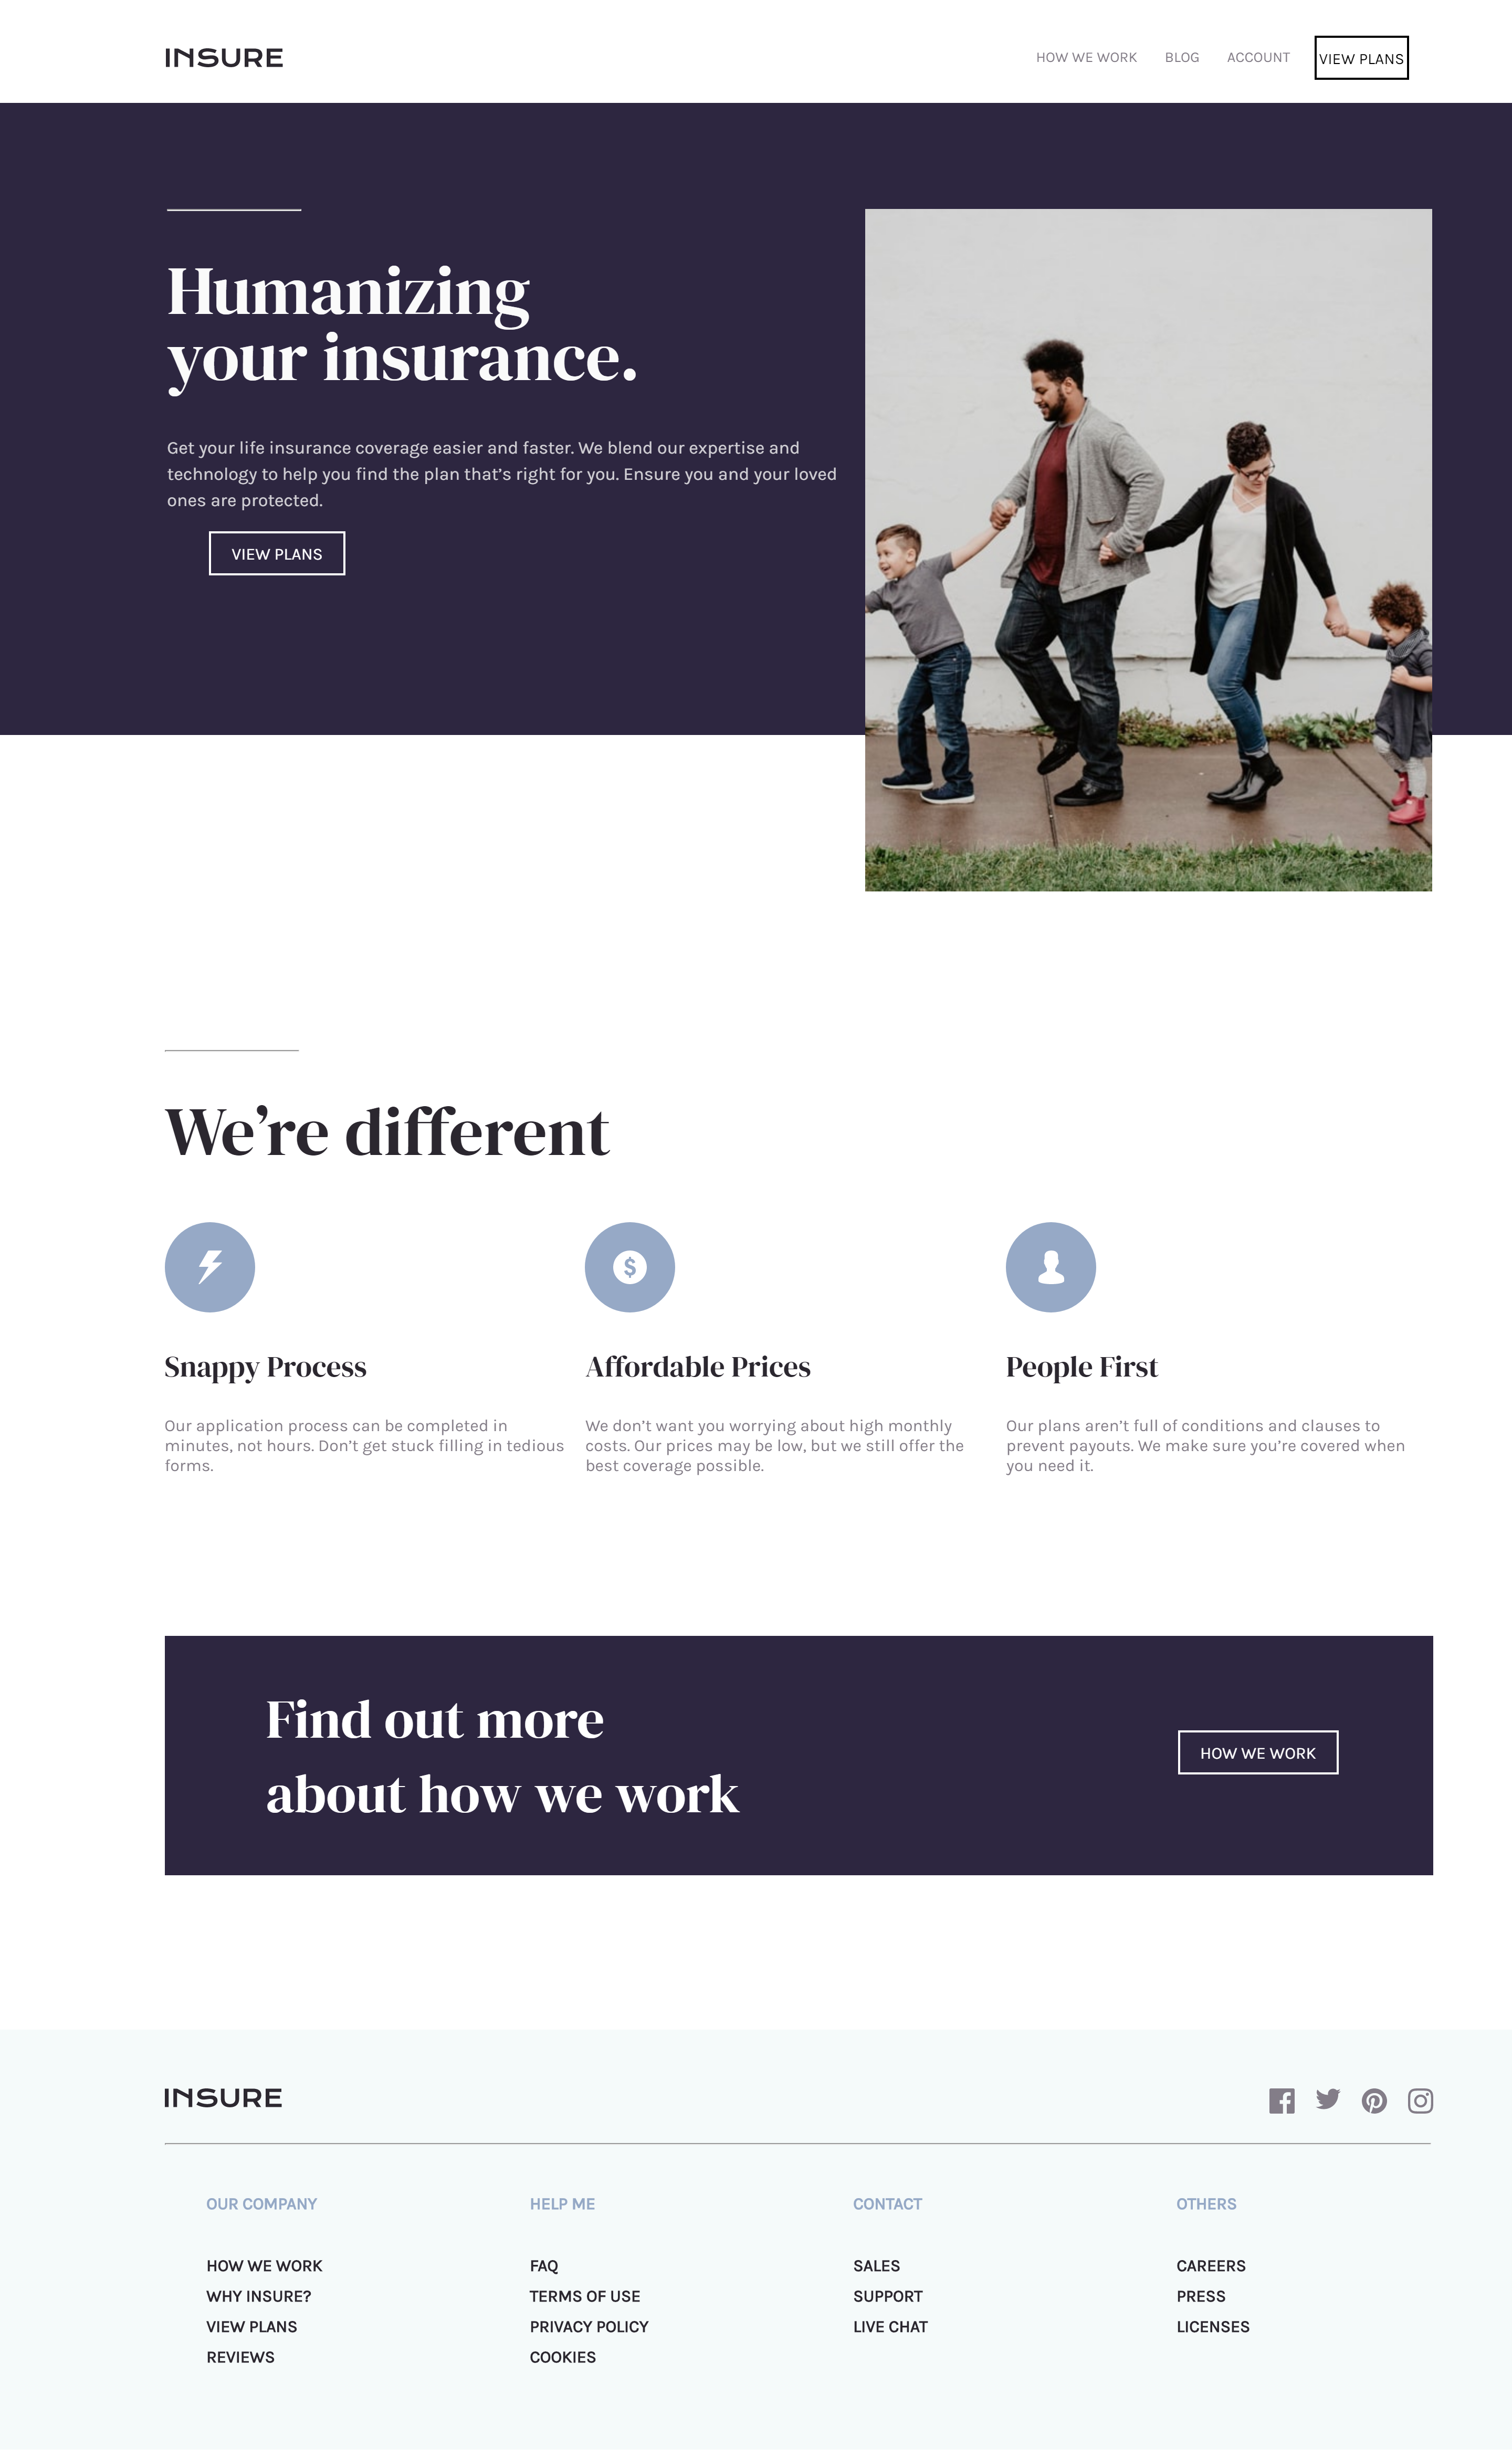 INSURE
HOW WE WORK BLOG ACCOUNT VIEW PLANS
Humanizing
your insurance.
Get your life insurance coverage easier and faster. We blend our expertise and
technology to help you find the plan that’s right for you. Ensure you and your loved
ones are protected.
VIEW PLANS
We’re different
Snappy Process
Our application process can be completed in
minutes, not hours. Don’t get stuck filling in tedious
forms.
Affordable Prices
We don’t want you worrying about high monthly
costs. Our prices may be low, but we still offer the
best coverage possible.
People First
Our plans aren’t full of conditions and clauses to
prevent payouts. We make sure you’re covered when
you need it.
Find out more
about how we work
HOW WE WORK
INSURE
OUR COMPANY
HOW WE WORK
WHY INSURE?
VIEW PLANS
REVIEWS
HELP ME
FAQ
TERMS OF USE
PRIVACY POLICY
COOKIES
CONTACT
SALES
SUPPORT
LIVE CHAT
OTHERS
CAREERS
PRESS
LICENSES